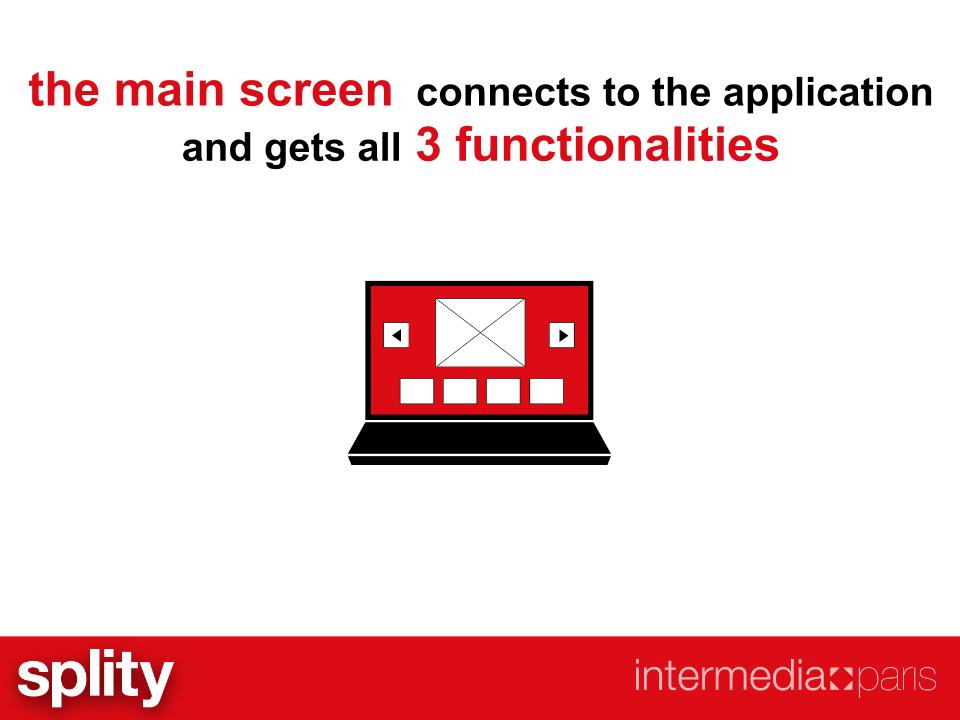 the main screen connects to the application
and gets all 3 functionalities
splity
intermedia paris